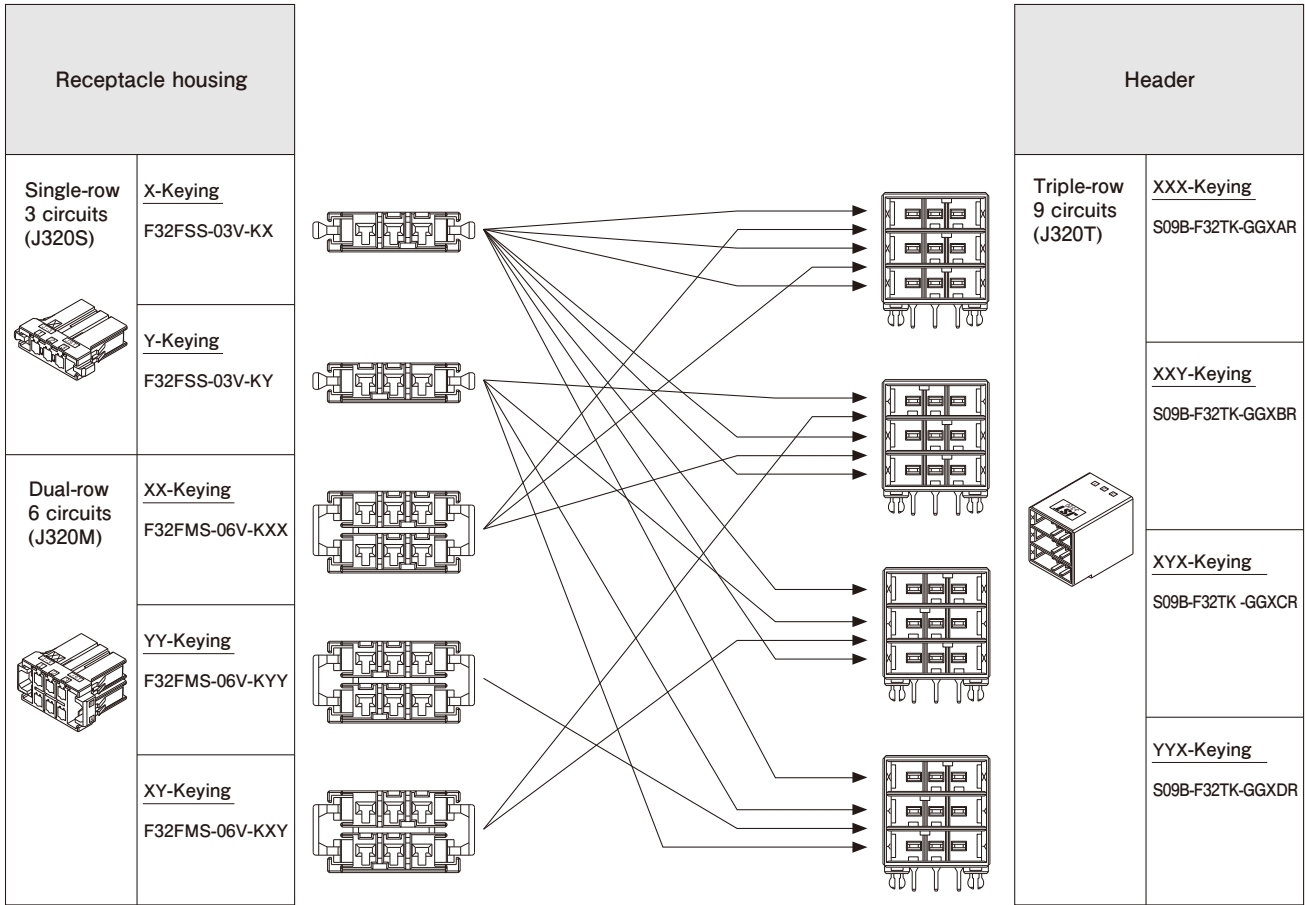 Receptacle housing
Header
Single-row
3 circuits
(J320S)
X-Keying
F32FSS-03V-KX
Y-Keying
F32FSS-03V-KY
Dual-row
6 circuits
(J320M)
XX-Keying
F32FMS-06V-KXX
YY-Keying
F32FMS-06V-KYY
XY-Keying
F32FMS-06V-KXY
Triple-row
9 circuits
(J320T)
XXX-Keying
S09B-F32TK-GGXAR
XXY-Keying
S09B-F32TK-GGXBR
JST
XYX-Keying
S09B-F32TK -GGXCR
YYX-Keying
S09B-F32TK-GGXDR